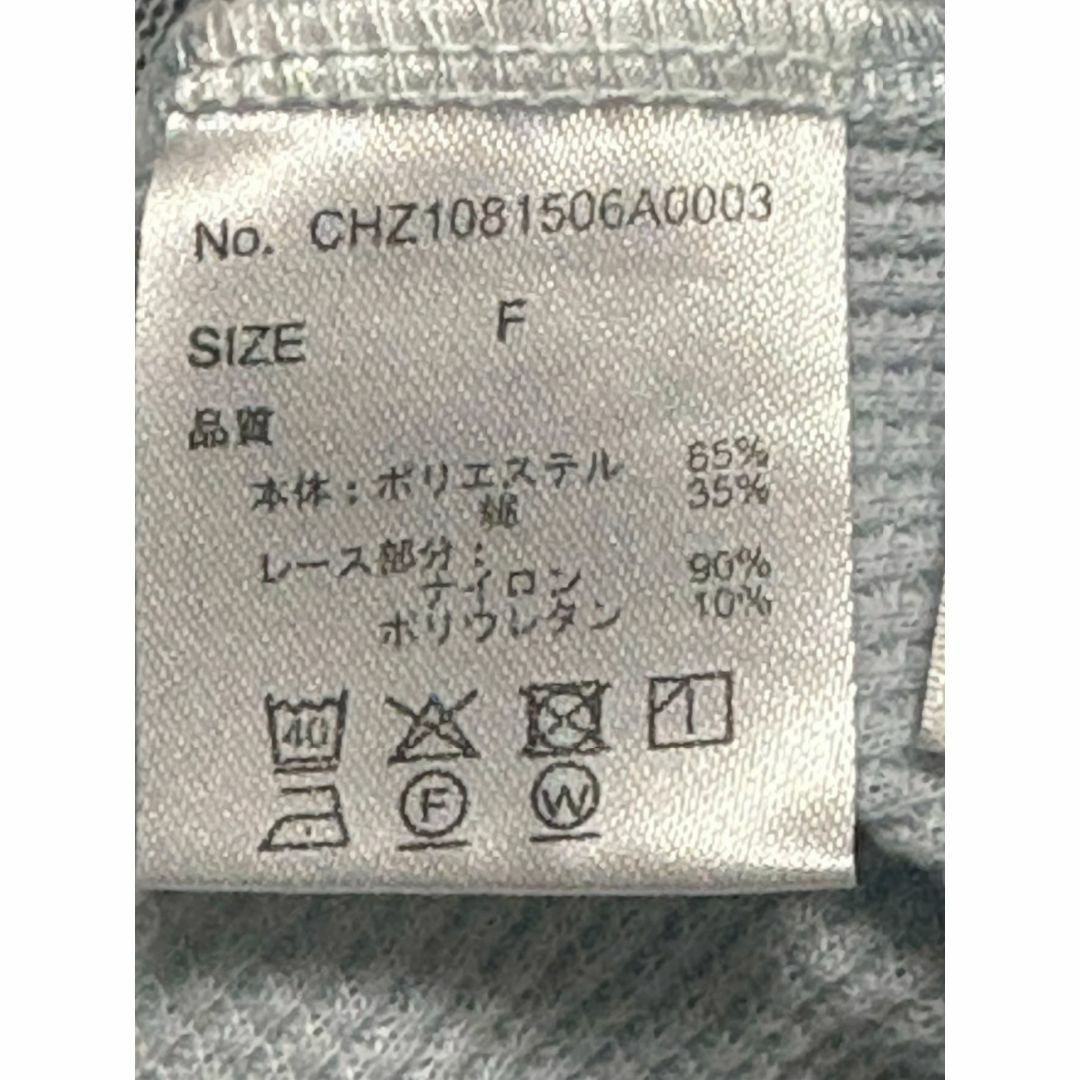 No. CHZ1081506A0003
SIZE F
品質
本体：ポリエステル 65%
綿 35%
レース部分：
ナイロン 90%
ポリウレタン 10%
40
F W